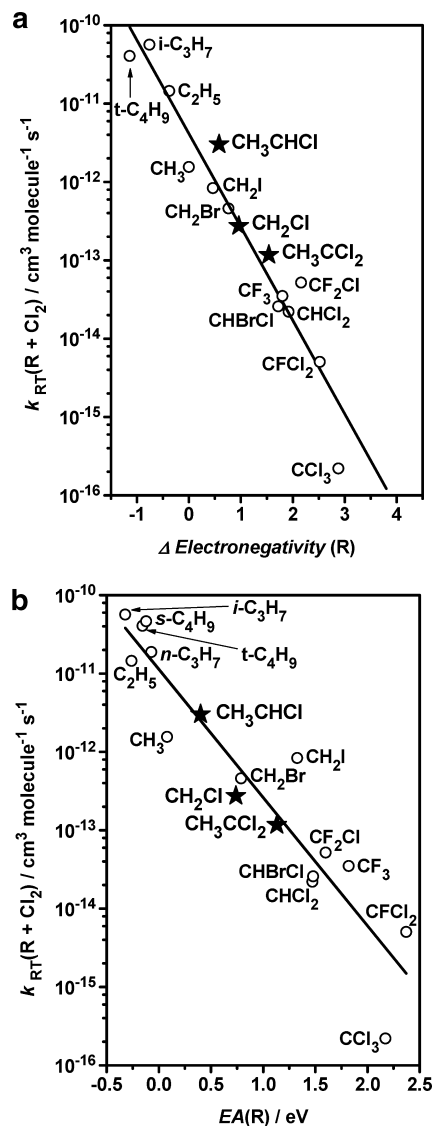 a
10⁻¹⁰
10⁻¹¹
10⁻¹²
10⁻¹³
10⁻¹⁴
10⁻¹⁵
10⁻¹⁶
k RT(R + Cl₂) / cm³ molecule⁻¹ s⁻¹
i-C₃H₇
C₂H₅
t-C₄H₉
CH₃CHCl
CH₃
CH₂I
CH₂Br
CH₂Cl
CH₃CCl₂
CF₂Cl
CF₃
CHBrCl
CHCl₂
CFCl₂
CCl₃
-1 0 1 2 3 4
Δ Electronegativity (R)
b
10⁻¹⁰
10⁻¹¹
10⁻¹²
10⁻¹³
10⁻¹⁴
10⁻¹⁵
10⁻¹⁶
k RT(R + Cl₂) / cm³ molecule⁻¹ s⁻¹
i-C₃H₇
s-C₄H₉
n-C₃H₇
t-C₄H₉
C₂H₅
CH₃CHCl
CH₃
CH₂I
CH₂Br
CH₂Cl
CH₃CCl₂
CF₂Cl
CHBrCl
CF₃
CHCl₂
CFCl₂
CCl₃
-0.5 0.0 0.5 1.0 1.5 2.0 2.5
EA(R) / eV